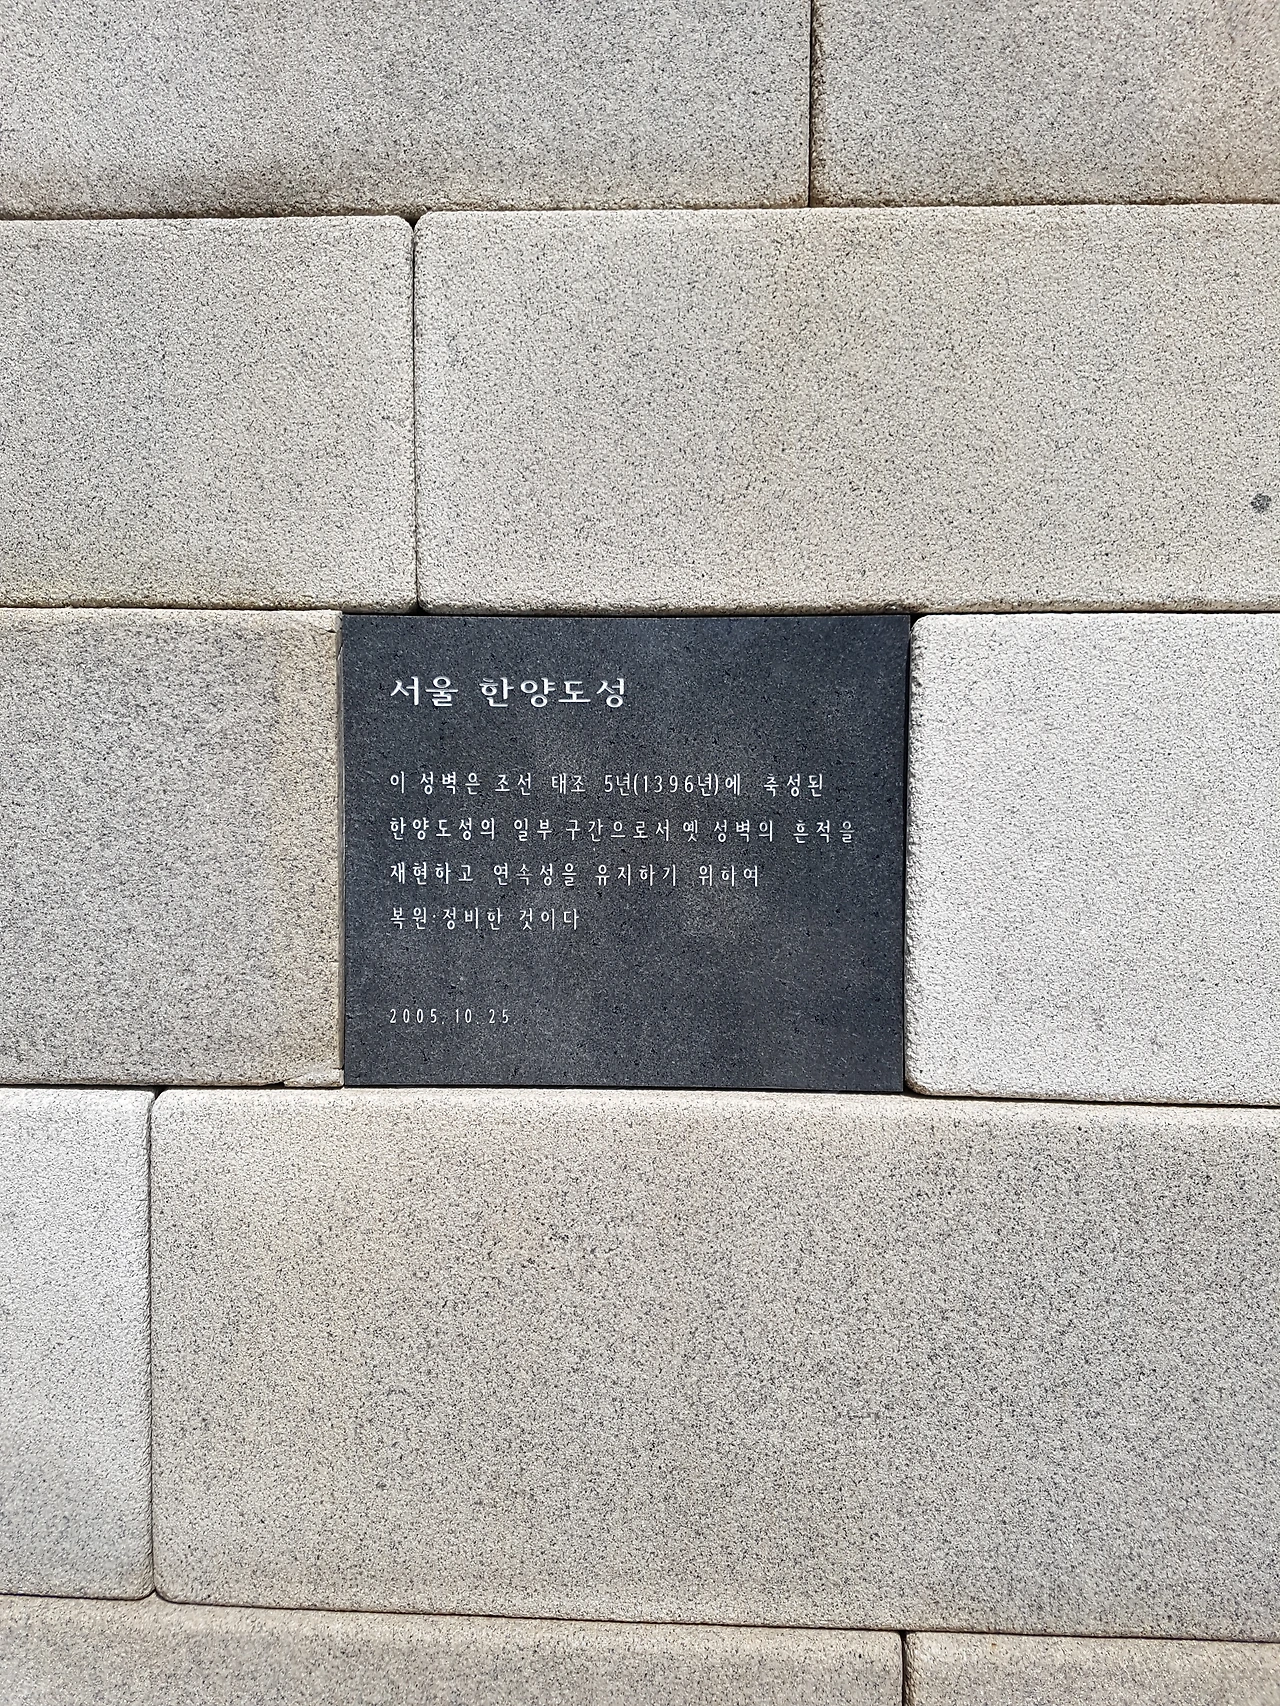 서울 한양도성
이 성벽은 조선 태조 5년(1396년)에 축성된
한양도성의 일부 구간으로서 옛 성벽의 흔적을
재현하고 연속성을 유지하기 위하여
복원·정비한 것이다
2005.10.25